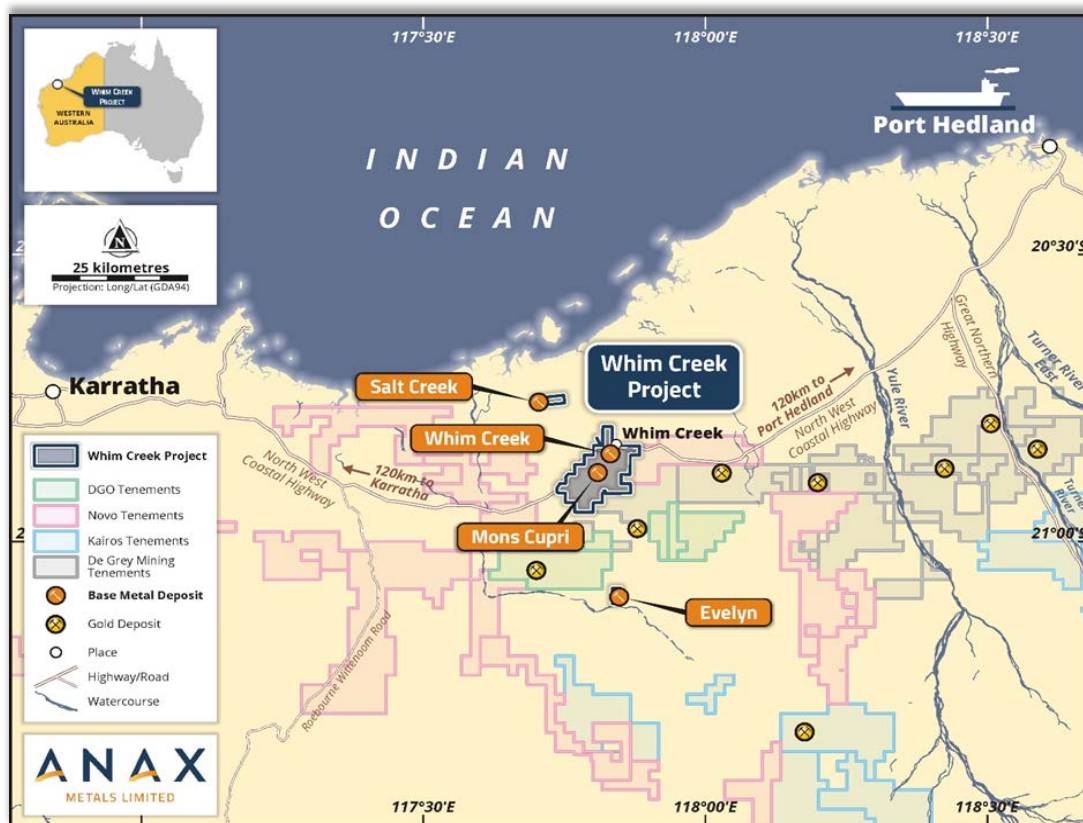 117°30'E
118°00'E
118°30'E
WHIM CREEK
PROJECT
WESTERN
AUSTRALIA
Port Hedland
INDIAN
OCEAN
N
25 kilometres
Projection: Long/Lat (GDA94)
20°30'S
Karratha
Salt Creek
Whim Creek
Project
Whim Creek
Whim Creek
120km to
Port Hedland
North West
Coastal Highway
Yule River
Great Northern
Highway
Turner River
East
Turner
River
North West
Coastal Highway
120km to
Karratha
Mons Cupri
21°00'S
Evelyn
Roebourne Wittenoom Road
Whim Creek Project
DGO Tenements
Novo Tenements
Kairos Tenements
De Grey Mining
Tenements
Base Metal Deposit
Gold Deposit
Place
Highway/Road
Watercourse
ANAX
METALS LIMITED
117°30'E
118°00'E
118°30'E